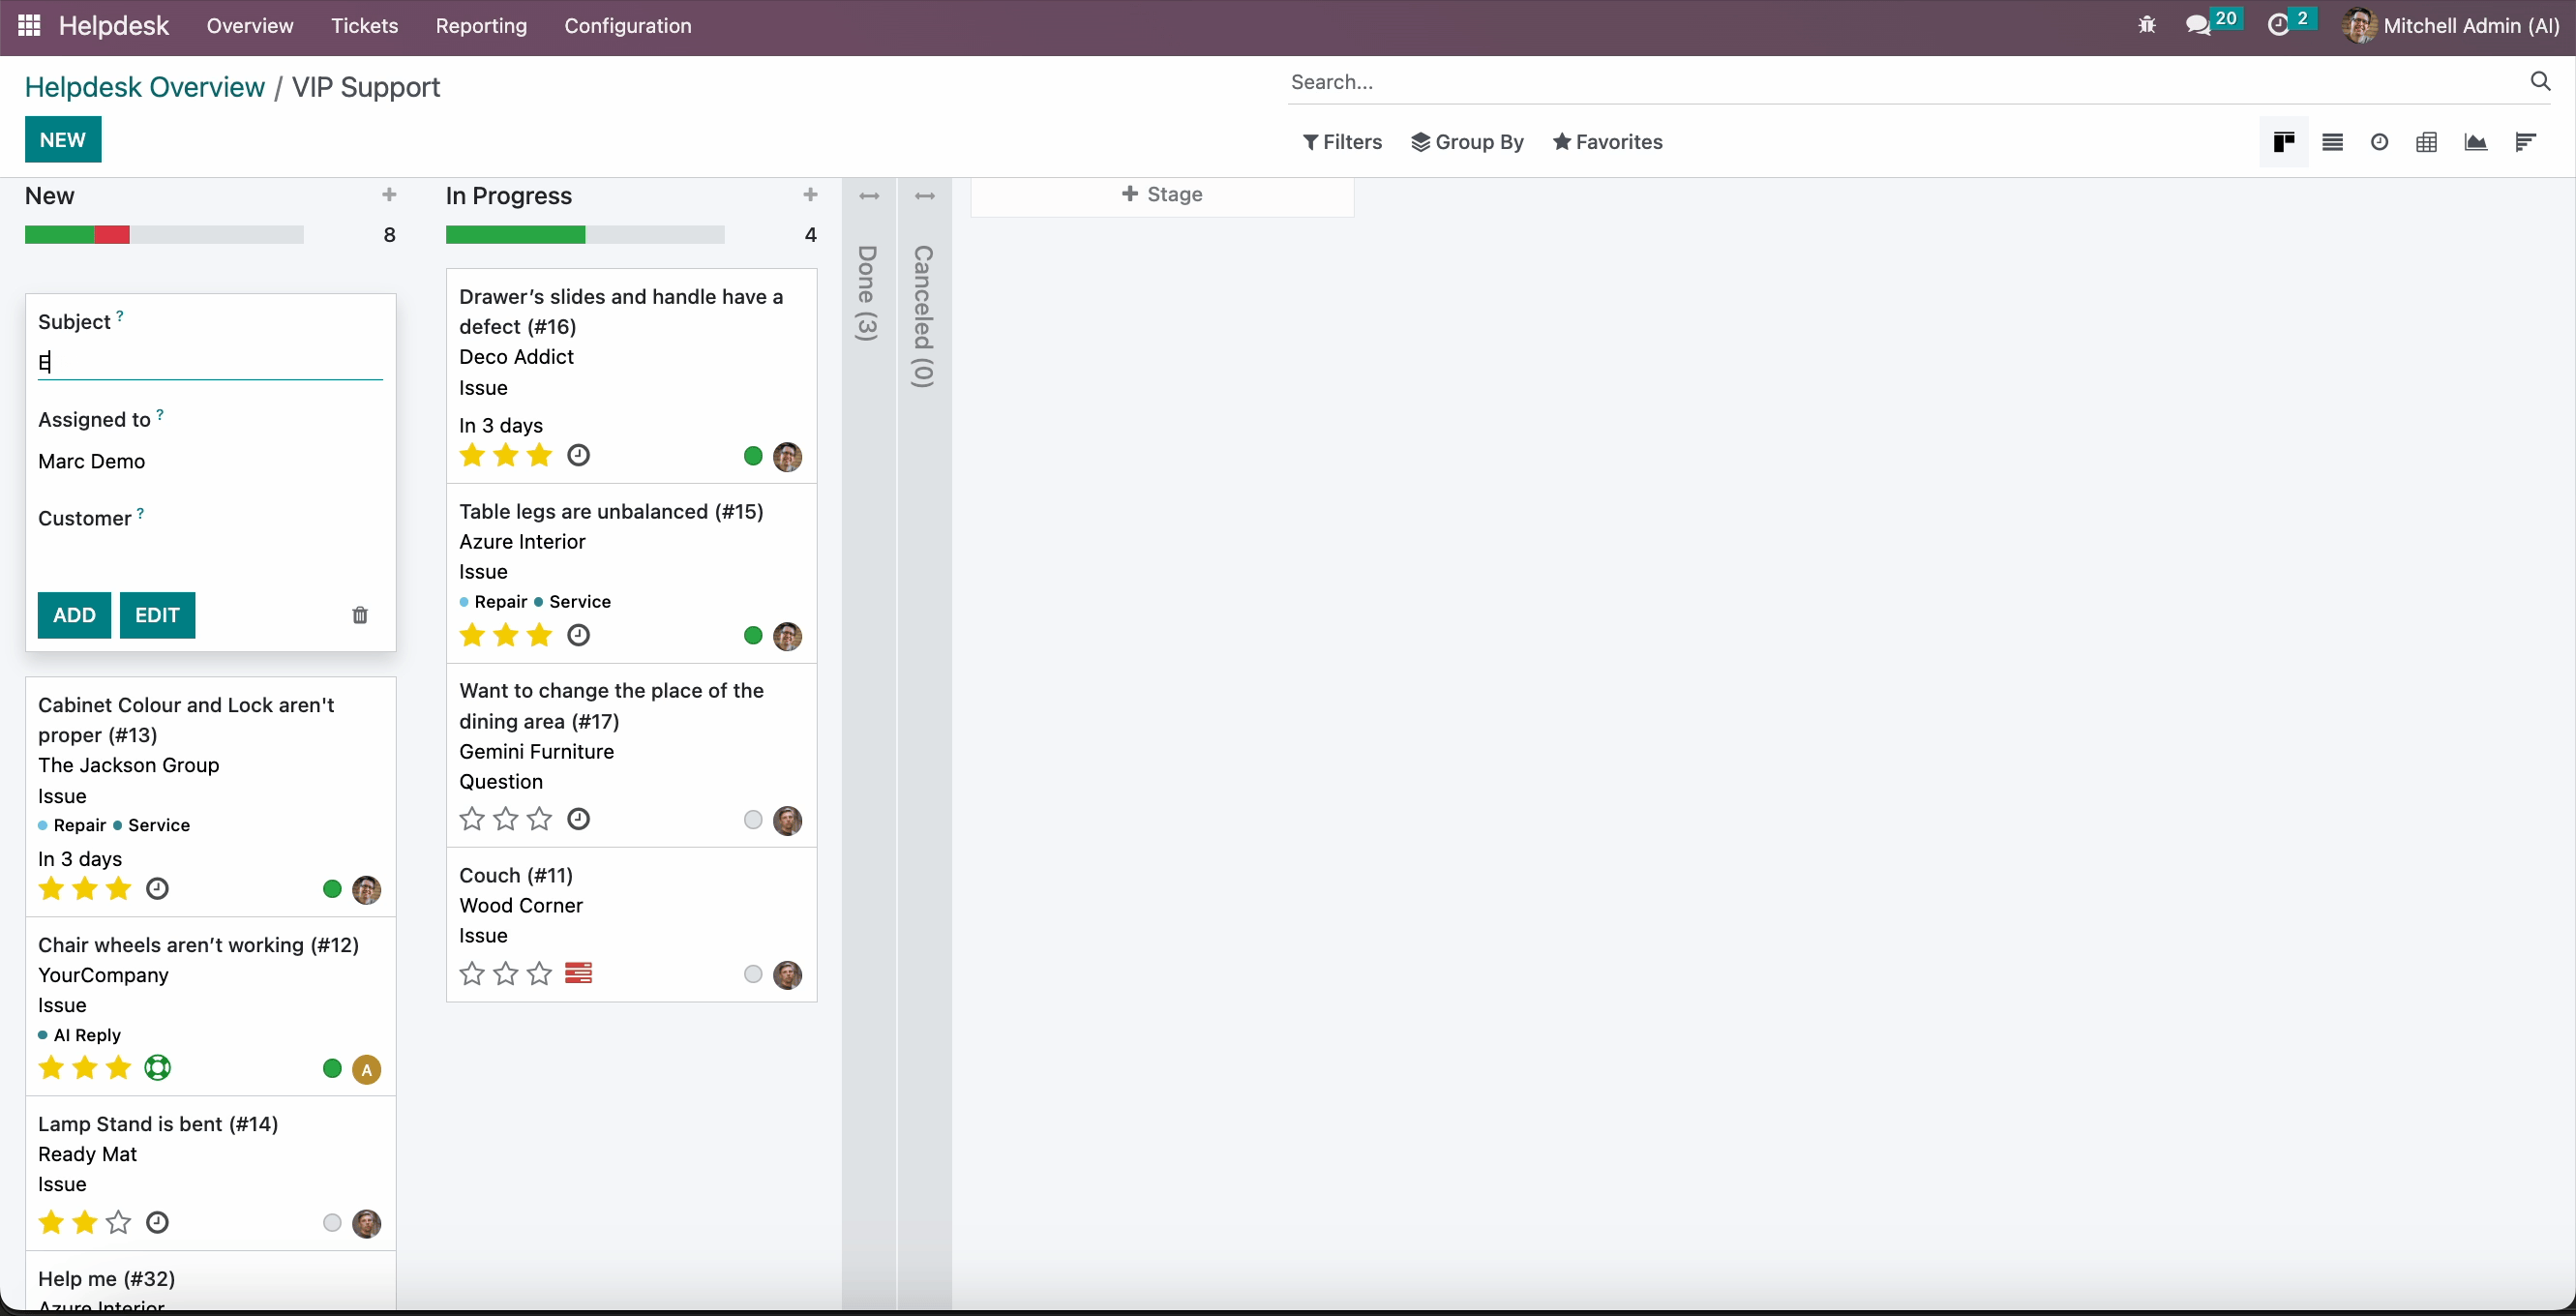 Helpdesk Overview Tickets Reporting Configuration 20 2 Mitchell Admin (AI)
Helpdesk Overview / VIP Support
Search...
NEW
Filters Group By Favorites
New
8
Subject ?
E
Assigned to ?
Marc Demo
Customer ?
ADD EDIT
Cabinet Colour and Lock aren't
proper (#13)
The Jackson Group
Issue
Repair Service
In 3 days
Chair wheels aren’t working (#12)
YourCompany
Issue
AI Reply
A
Lamp Stand is bent (#14)
Ready Mat
Issue
Help me (#32)
Azure Interior
In Progress
4
Drawer’s slides and handle have a
defect (#16)
Deco Addict
Issue
In 3 days
Table legs are unbalanced (#15)
Azure Interior
Issue
Repair Service
Want to change the place of the
dining area (#17)
Gemini Furniture
Question
Couch (#11)
Wood Corner
Issue
Done (3)
Canceled (0)
+ Stage